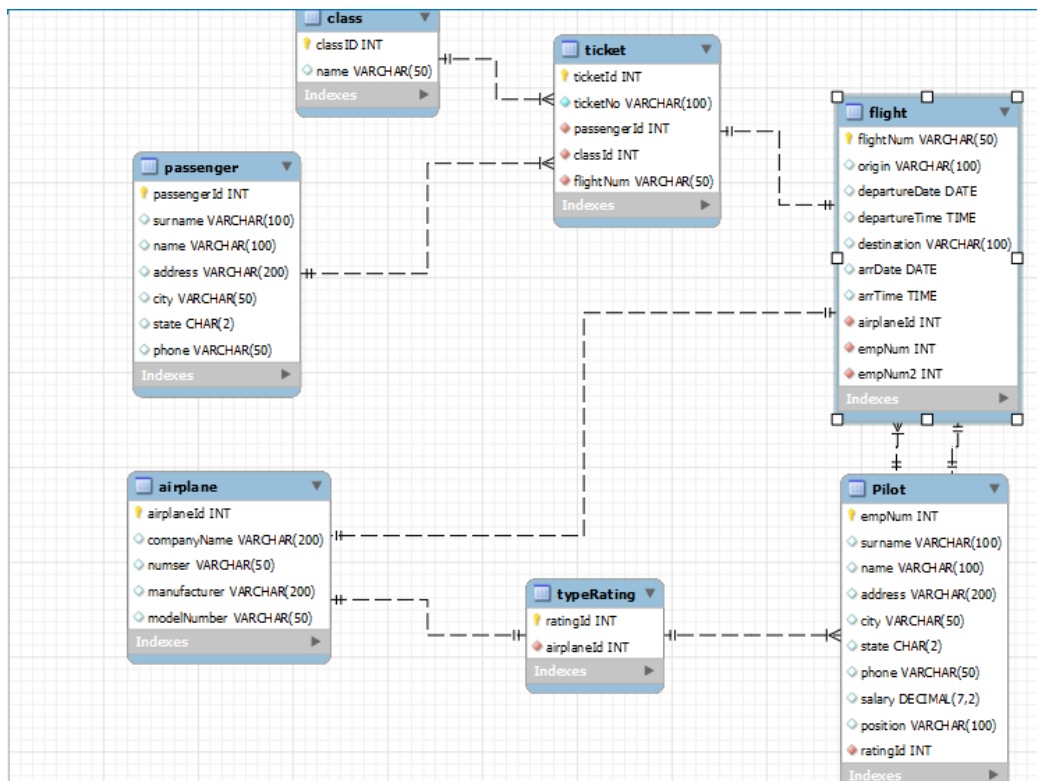 class
classID INT
name VARCHAR(50)
Indexes
ticket
ticketId INT
ticketNo VARCHAR(100)
passengerId INT
classId INT
flightNum VARCHAR(50)
Indexes
flight
flightNum VARCHAR(50)
origin VARCHAR(100)
departureDate DATE
departureTime TIME
destination VARCHAR(100)
arrDate DATE
arrTime TIME
airplaneId INT
empNum INT
empNum2 INT
Indexes
passenger
passengerId INT
surname VARCHAR(100)
name VARCHAR(100)
address VARCHAR(200)
city VARCHAR(50)
state CHAR(2)
phone VARCHAR(50)
Indexes
airplane
airplaneId INT
companyName VARCHAR(200)
numser VARCHAR(50)
manufacturer VARCHAR(200)
modelNumber VARCHAR(50)
Indexes
typeRating
ratingId INT
airplaneId INT
Indexes
Pilot
empNum INT
surname VARCHAR(100)
name VARCHAR(100)
address VARCHAR(200)
city VARCHAR(50)
state CHAR(2)
phone VARCHAR(50)
salary DECIMAL(7,2)
position VARCHAR(100)
ratingId INT
Indexes